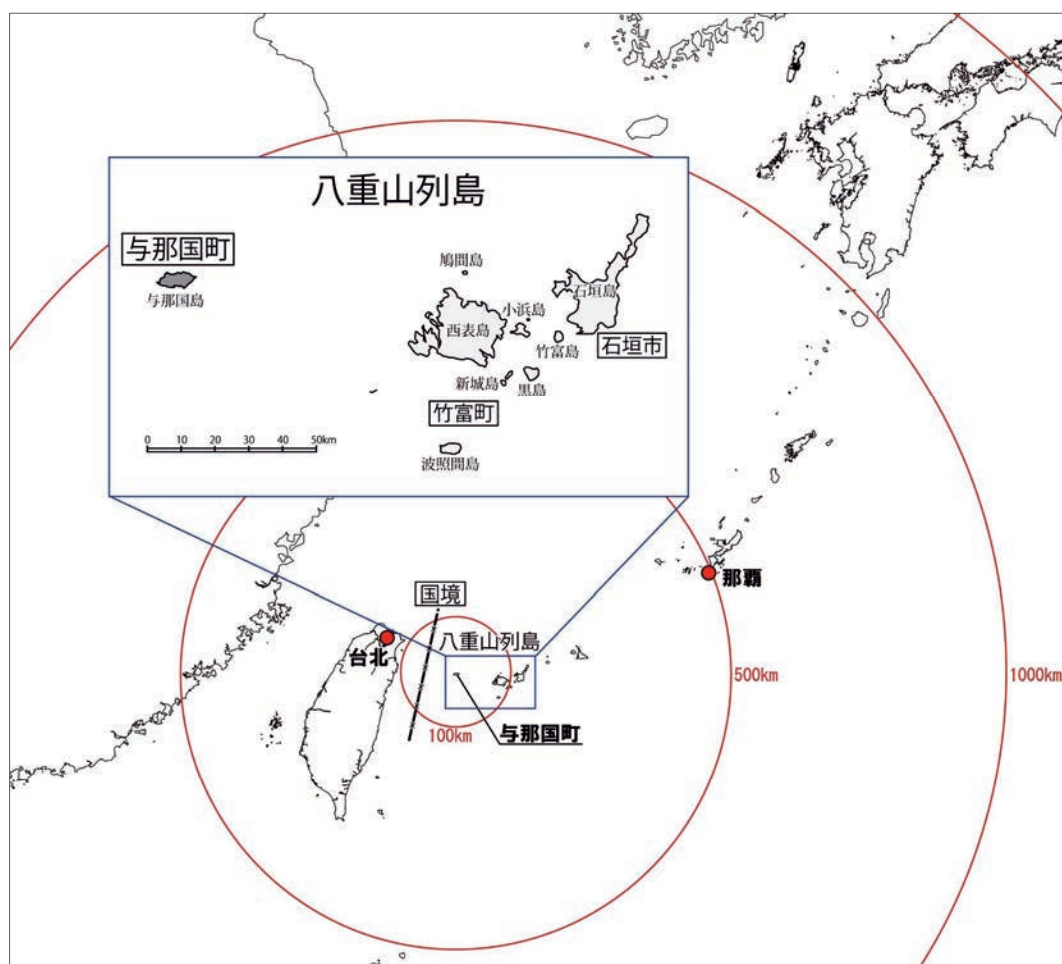 八重山列島
与那国町
与那国島
鳩間島
小浜島
石垣島
西表島
竹富島
石垣市
新城島
黒島
竹富町
波照間島
0 10 20 30 40 50km
那覇
国境
八重山列島
台北
500km
1000km
与那国町
100km